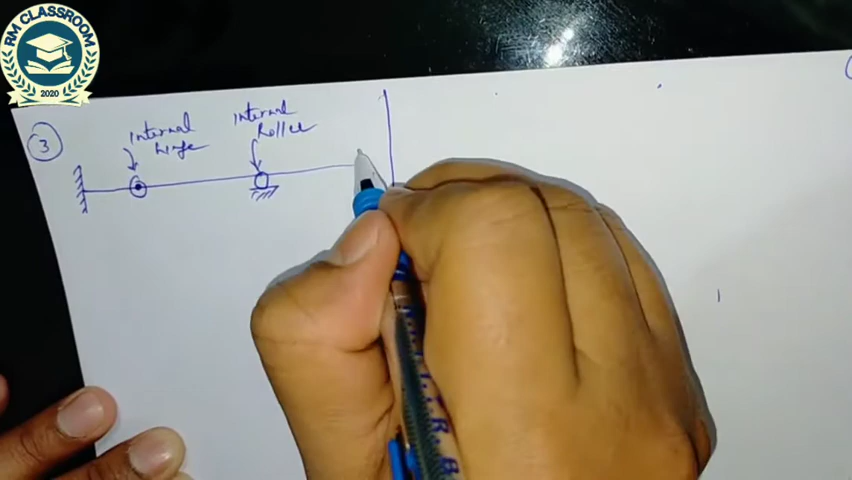 RM CLASSROOM
2020
3
internal
hinge
internal
Roller